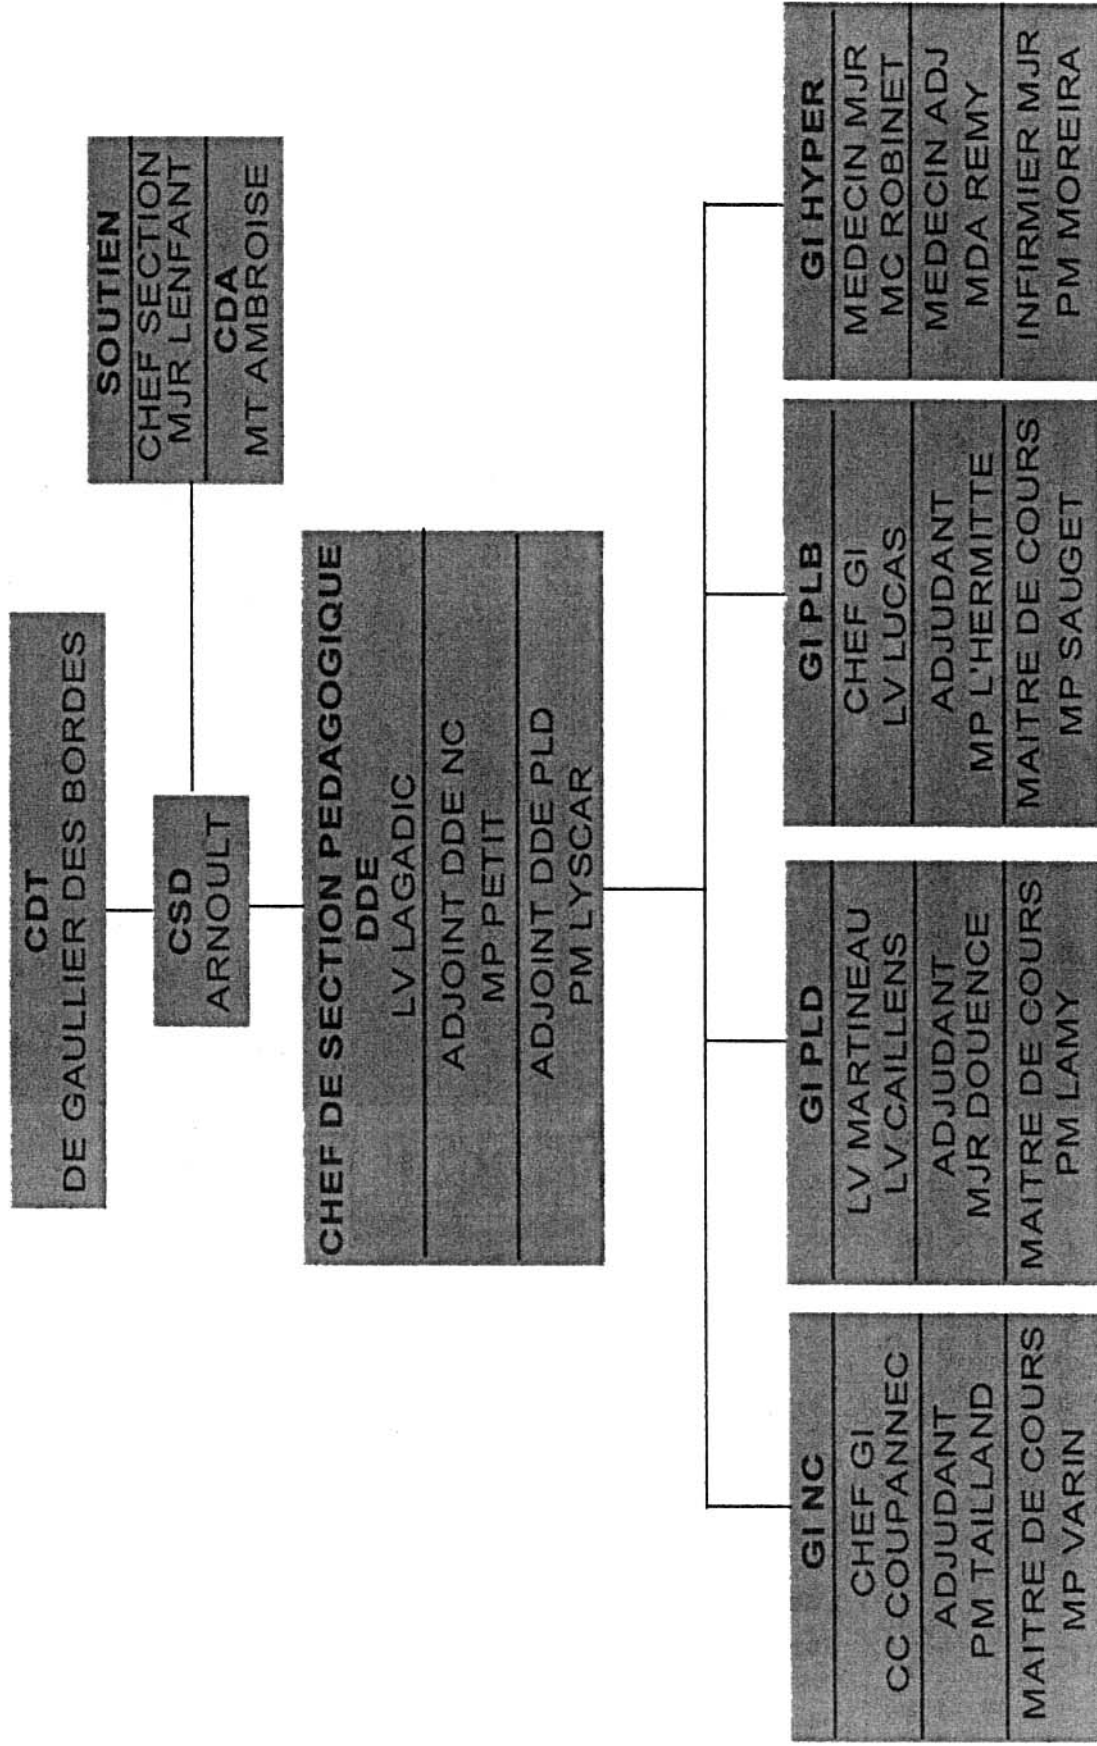 CDT
DE GAULLIER DES BORDES
CSD
ARNOULT
SOUTIEN
CHEF SECTION
MJR LENFANT
CDA
MT AMBROISE
CHEF DE SECTION PEDAGOGIQUE
DDE
LV LAGADIC
ADJOINT DDE NC
MP PETIT
ADJOINT DDE PLD
PM LYSCAR
GI NC
CHEF GI
CC COUPANNEC
ADJUDANT
PM TAILLAND
MAITRE DE COURS
MP VARIN
GI PLD
LV MARTINEAU
LV CAILLENS
ADJUDANT
MJR DOUENCE
MAITRE DE COURS
PM LAMY
GI PLB
CHEF GI
LV LUCAS
ADJUDANT
MP L'HERMITTE
MAITRE DE COURS
MP SAUGET
GI HYPER
MEDECIN MJR
MC ROBINET
MEDECIN ADJ
MDA REMY
INFIRMIER MJR
PM MOREIRA